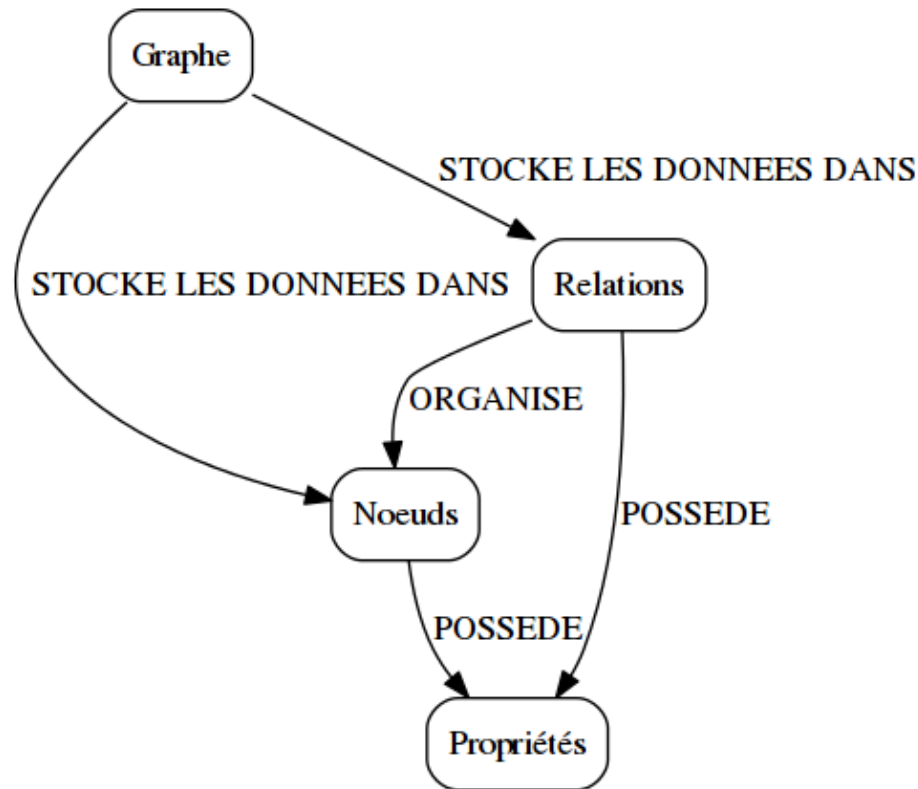 Graphe
STOCKE LES DONNEES DANS
STOCKE LES DONNEES DANS
Relations
ORGANISE
Noeuds
POSSEDE
POSSEDE
Propriétés